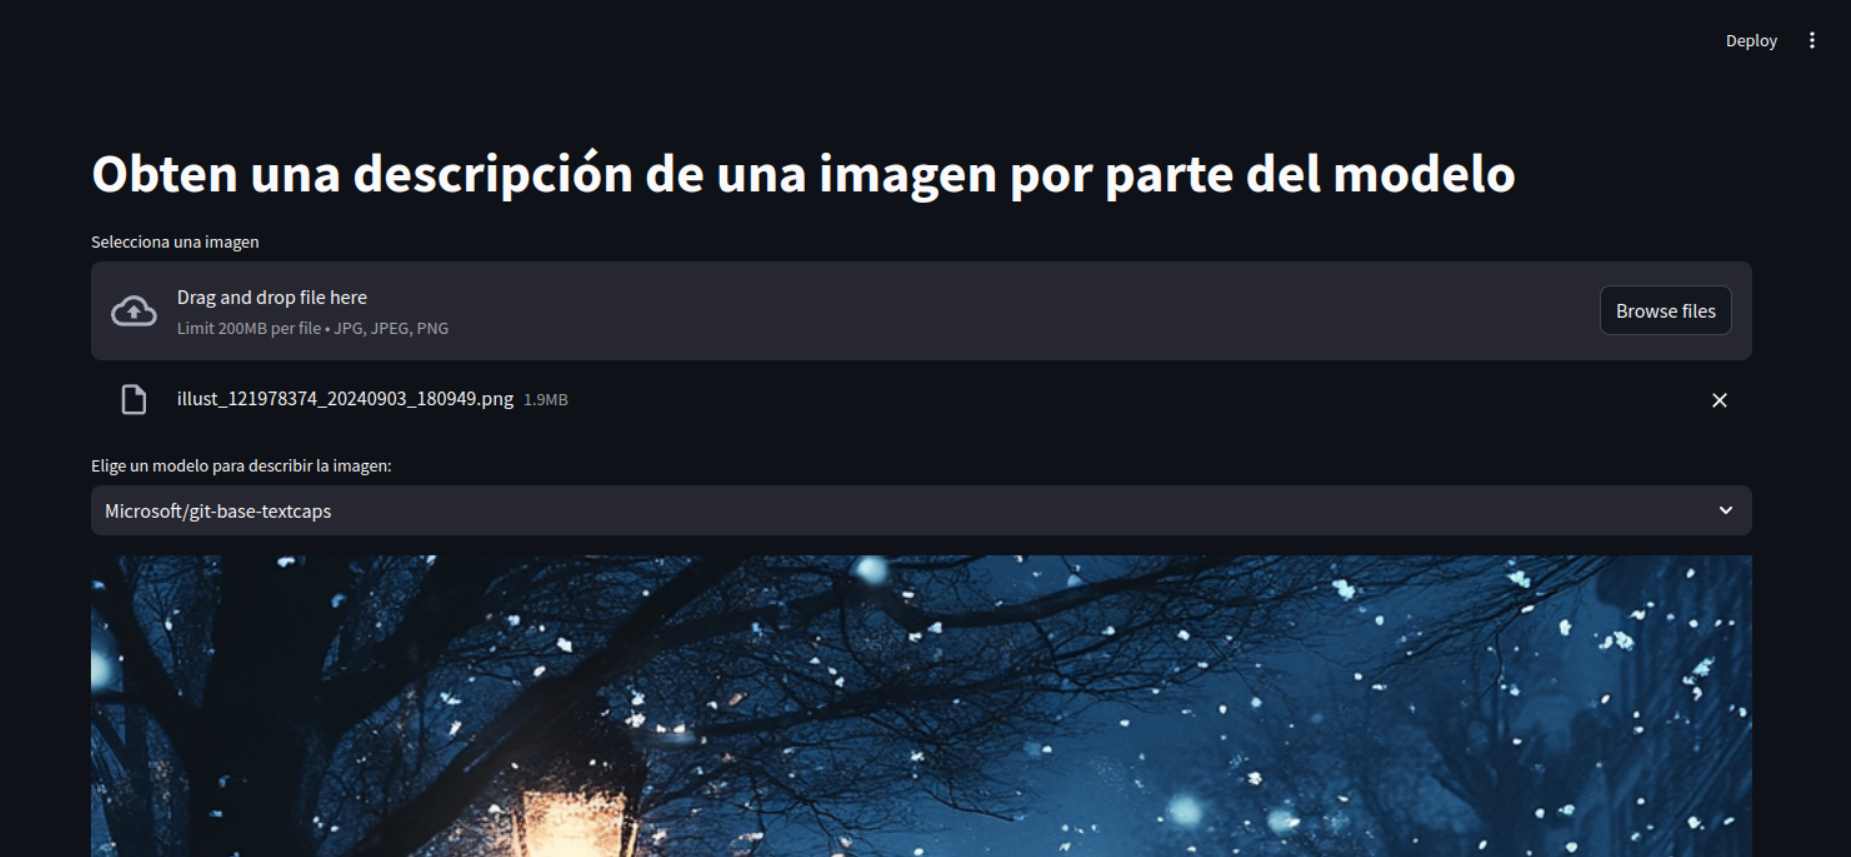 Deploy
Obten una descripción de una imagen por parte del modelo
Selecciona una imagen
Drag and drop file here
Limit 200MB per file • JPG, JPEG, PNG
Browse files
illust_121978374_20240903_180949.png 1.9MB
Elige un modelo para describir la imagen:
Microsoft/git-base-textcaps